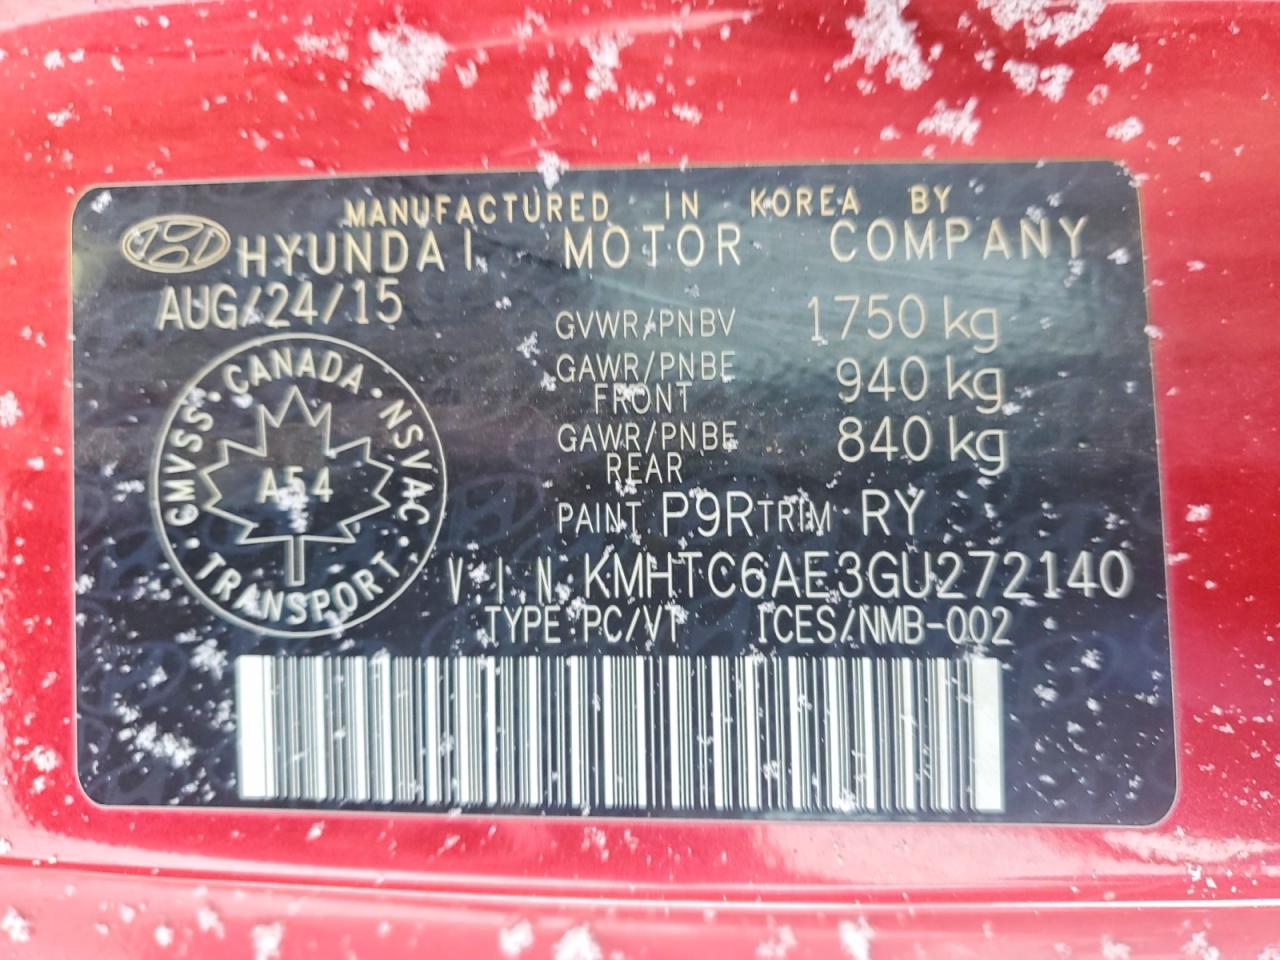 MANUFACTURED IN KOREA BY
HYUNDAI MOTOR COMPANY
AUG/24/15
GVWR/PNBV 1750 kg
GAWR/PNBE FRONT 940 kg
GAWR/PNBE REAR 840 kg
PAINT P9R TRIM RY
V.I.N KMHTC6AE3GU272140
TYPE:PC/VT ICES/NMB-002
CANADA · NSVAC · TRANSPORT · CMVSS ·
A54